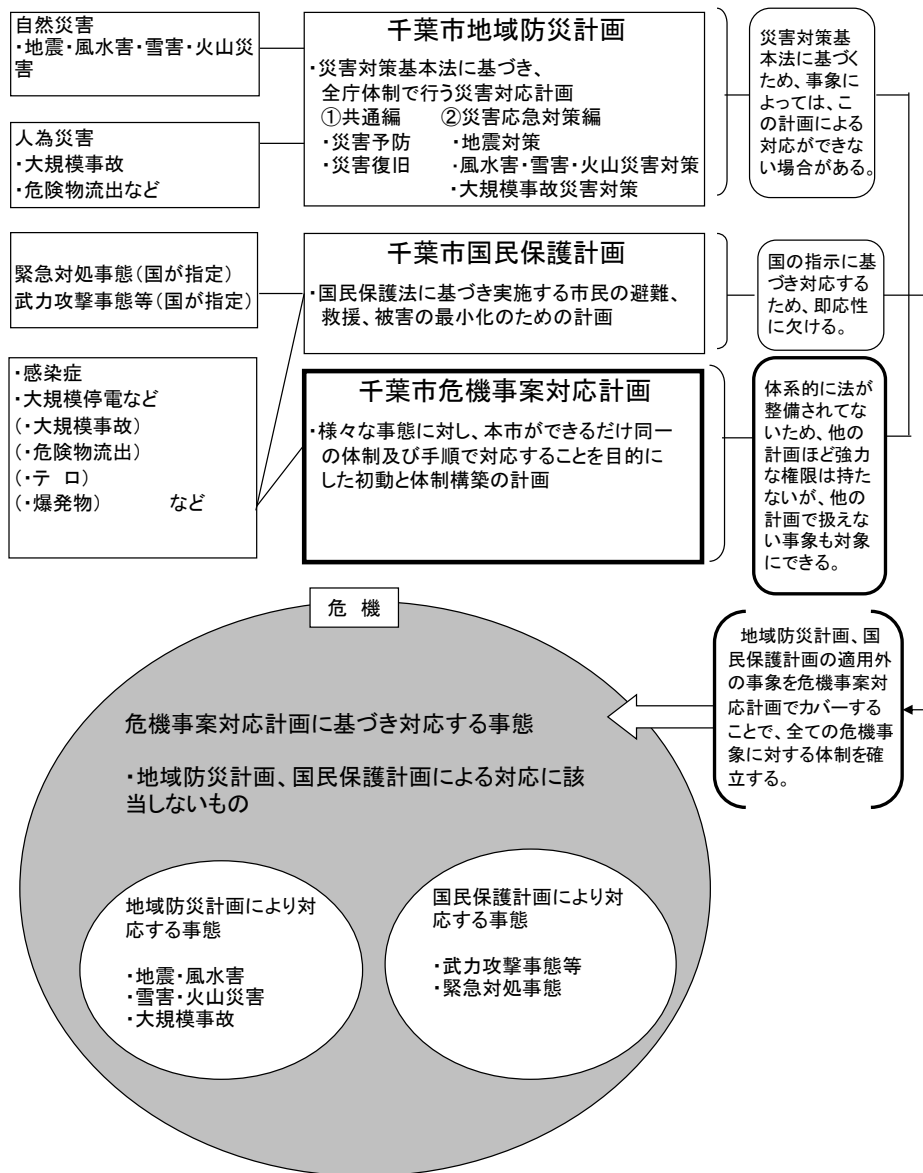 自然災害
・地震・風水害・雪害・火山災
害
千葉市地域防災計画
・災害対策基本法に基づき、
全庁体制で行う災害対応計画
①共通編　　②災害応急対策編
・災害予防　　・地震対策
・災害復旧　　・風水害・雪害・火山災害対策
・大規模事故災害対策
災害対策基
本法に基づく
ため、事象に
よっては、こ
の計画による
対応ができな
い場合がある。
人為災害
・大規模事故
・危険物流出など
緊急対処事態（国が指定）
武力攻撃事態等（国が指定）
千葉市国民保護計画
・国民保護法に基づき実施する市民の避難、
救援、被害の最小化のための計画
国の指示に基
づき対応する
ため、即応性
に欠ける。
・感染症
・大規模停電など
（・大規模事故）
（・危険物流出）
（・テ　ロ）
（・爆発物）　　　など
千葉市危機事案対応計画
・様々な事態に対し、本市ができるだけ同一
の体制及び手順で対応することを目的に
した初動と体制構築の計画
体系的に法が
整備されてな
いため、他の
計画ほど強力
な権限は持た
ないが、他の
計画で扱えな
い事象も対象
にできる。
危　機
危機事案対応計画に基づき対応する事態
・地域防災計画、国民保護計画による対応に該
当しないもの
地域防災計画、国
民保護計画の適用外
の事象を危機事案対
応計画でカバーする
ことで、全ての危機事
象に対する体制を確
立する。
地域防災計画により対
応する事態
・地震・風水害
・雪害・火山災害
・大規模事故
国民保護計画により対
応する事態
・武力攻撃事態等
・緊急対処事態